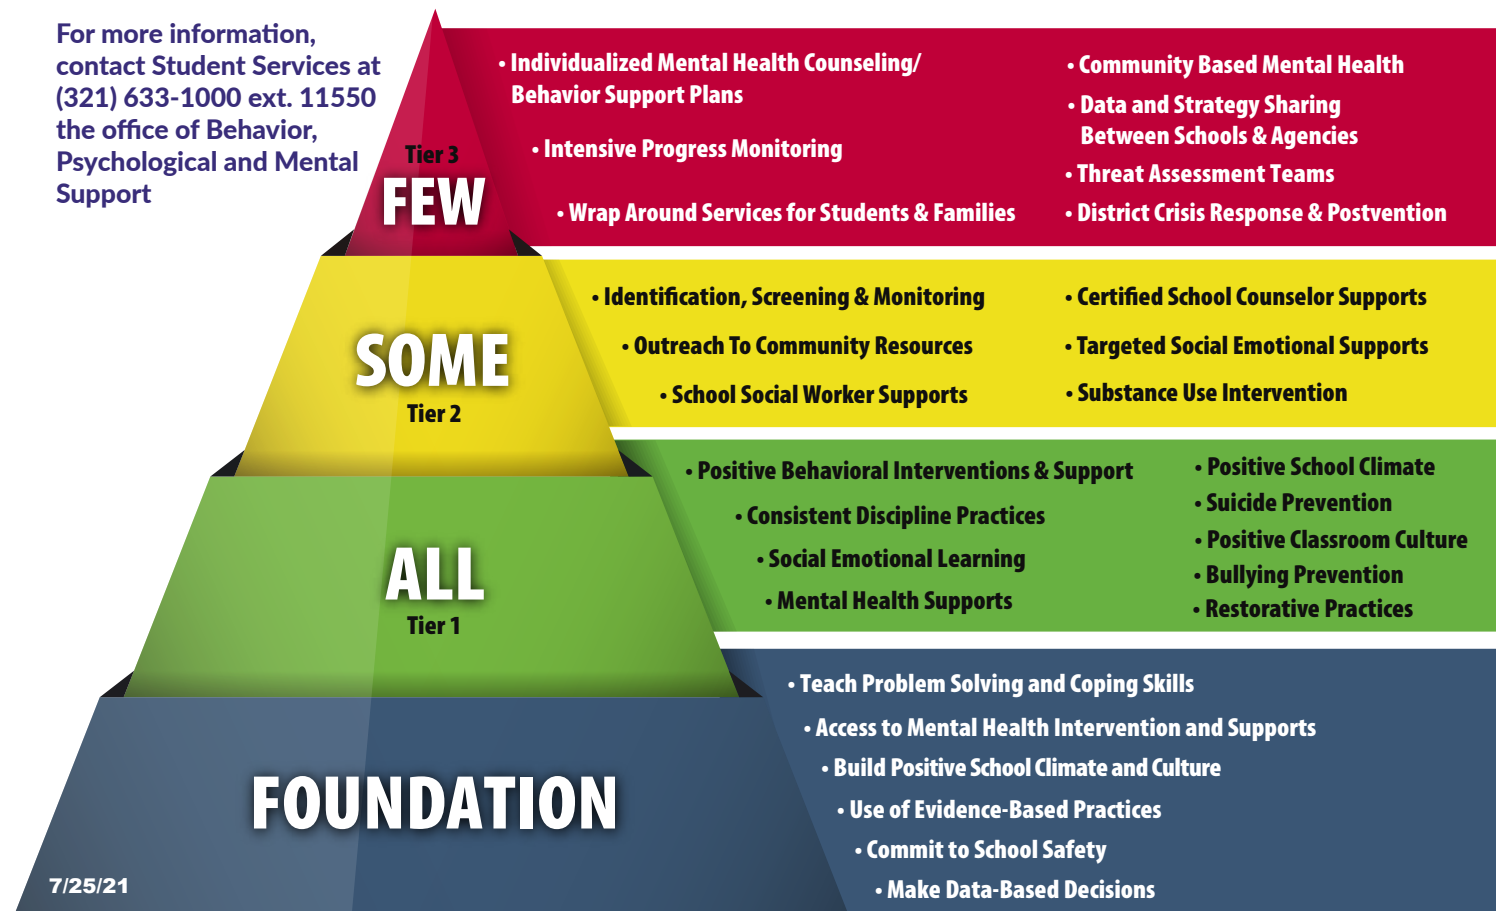 For more information,
contact Student Services at
(321) 633-1000 ext. 11550
the office of Behavior,
Psychological and Mental
Support
Tier 3
FEW
• Individualized Mental Health Counseling/
Behavior Support Plans
• Intensive Progress Monitoring
• Wrap Around Services for Students & Families
• Community Based Mental Health
• Data and Strategy Sharing
Between Schools & Agencies
• Threat Assessment Teams
• District Crisis Response & Postvention
SOME
Tier 2
• Identification, Screening & Monitoring
• Outreach To Community Resources
• School Social Worker Supports
• Certified School Counselor Supports
• Targeted Social Emotional Supports
• Substance Use Intervention
ALL
Tier 1
• Positive Behavioral Interventions & Support
• Consistent Discipline Practices
• Social Emotional Learning
• Mental Health Supports
• Positive School Climate
• Suicide Prevention
• Positive Classroom Culture
• Bullying Prevention
• Restorative Practices
FOUNDATION
• Teach Problem Solving and Coping Skills
• Access to Mental Health Intervention and Supports
• Build Positive School Climate and Culture
• Use of Evidence-Based Practices
• Commit to School Safety
• Make Data-Based Decisions
7/25/21